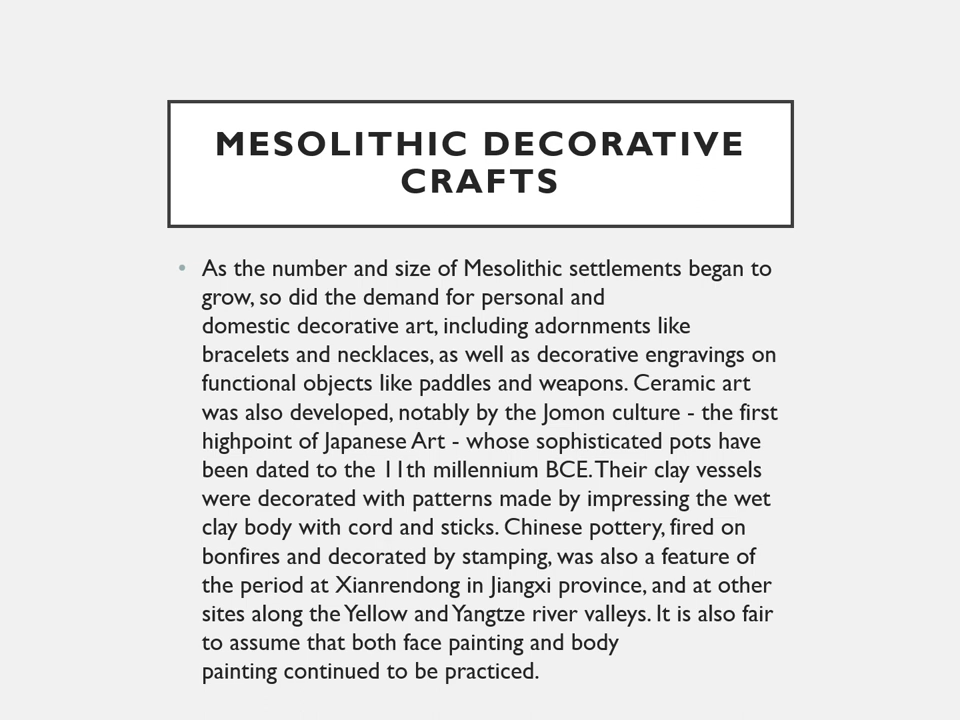 MESOLITHIC DECORATIVE
CRAFTS
• As the number and size of Mesolithic settlements began to
grow, so did the demand for personal and
domestic decorative art, including adornments like
bracelets and necklaces, as well as decorative engravings on
functional objects like paddles and weapons. Ceramic art
was also developed, notably by the Jomon culture - the first
highpoint of Japanese Art - whose sophisticated pots have
been dated to the 11th millennium BCE. Their clay vessels
were decorated with patterns made by impressing the wet
clay body with cord and sticks. Chinese pottery, fired on
bonfires and decorated by stamping, was also a feature of
the period at Xianrendong in Jiangxi province, and at other
sites along the Yellow and Yangtze river valleys. It is also fair
to assume that both face painting and body
painting continued to be practiced.